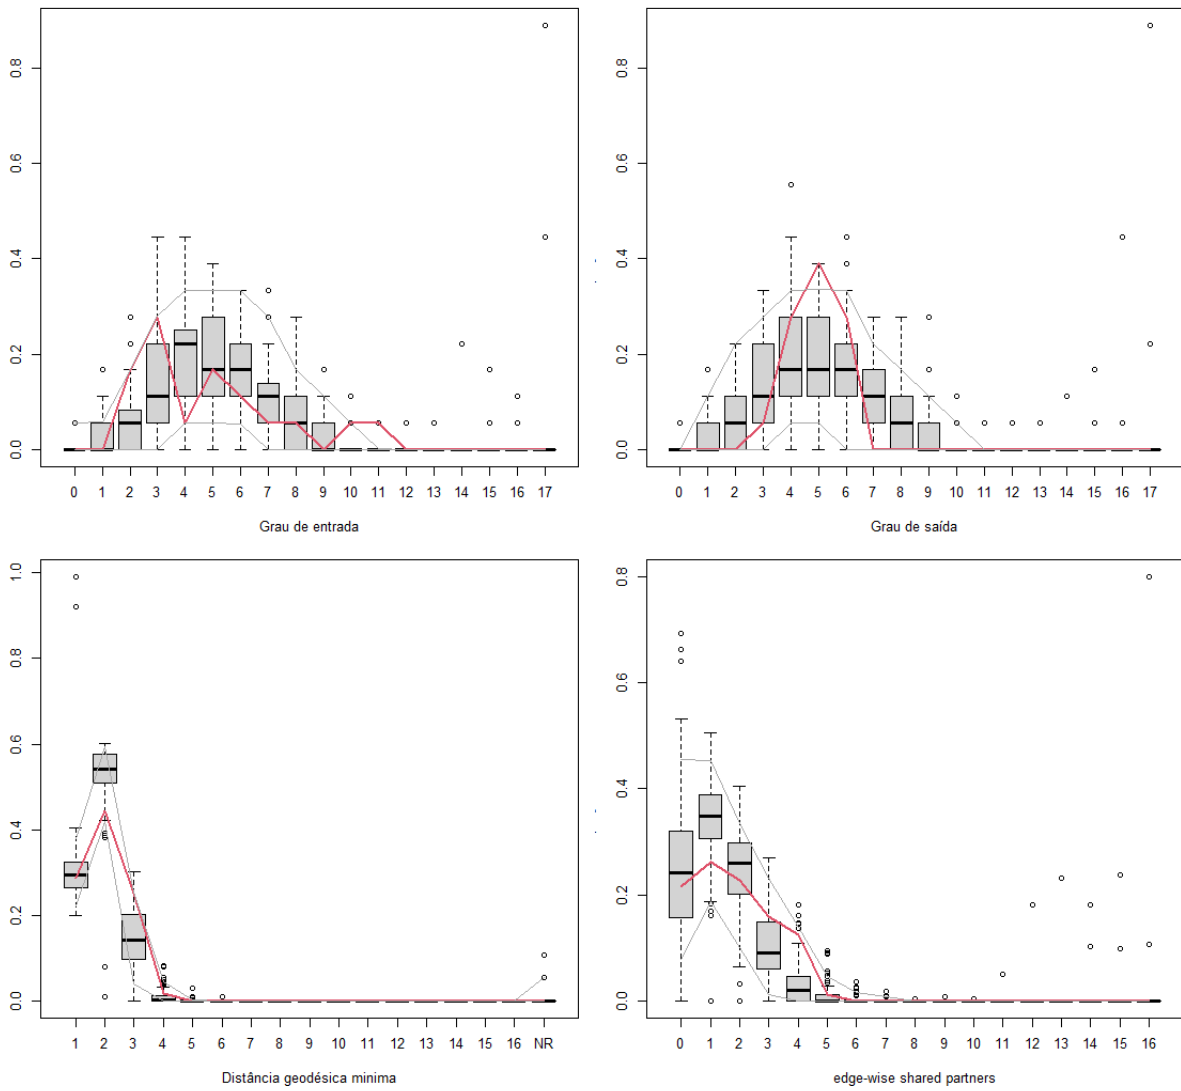 0.0 0.2 0.4 0.6 0.8
0 1 2 3 4 5 6 7 8 9 10 11 12 13 14 15 16 17
Grau de entrada
0.0 0.2 0.4 0.6 0.8
0 1 2 3 4 5 6 7 8 9 10 11 12 13 14 15 16 17
Grau de saída
0.0 0.2 0.4 0.6 0.8 1.0
1 2 3 4 5 6 7 8 9 10 11 12 13 14 15 16 NR
Distância geodésica minima
0.0 0.2 0.4 0.6 0.8
0 1 2 3 4 5 6 7 8 9 10 11 12 13 14 15 16
edge-wise shared partners